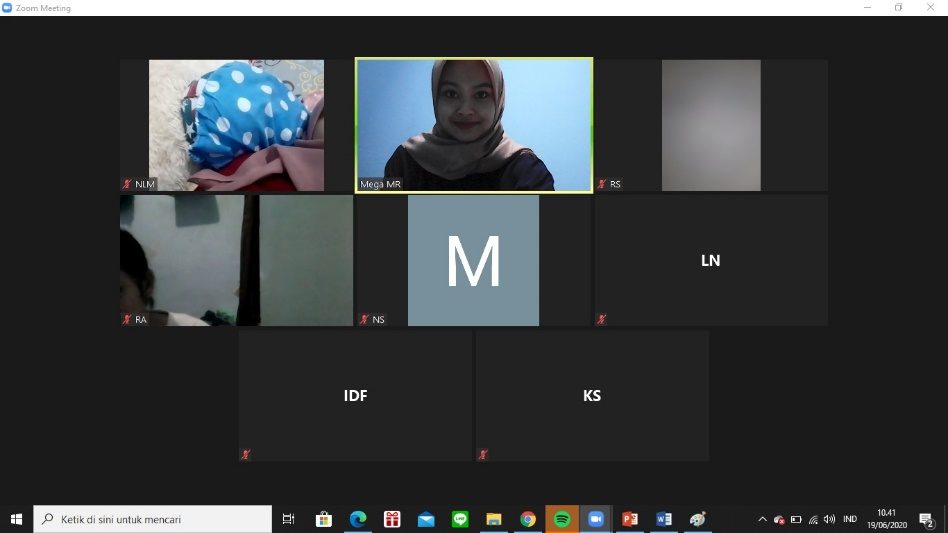 Zoom Meeting
NLM
Mega MR
RS
RA
M
NS
LN
IDF
KS
Ketik di sini untuk mencari
IND
10.41
19/06/2020
2